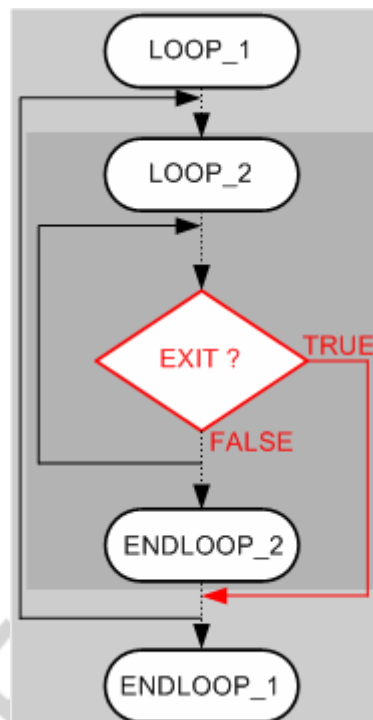 LOOP_1
LOOP_2
EXIT ?
TRUE
FALSE
ENDLOOP_2
ENDLOOP_1